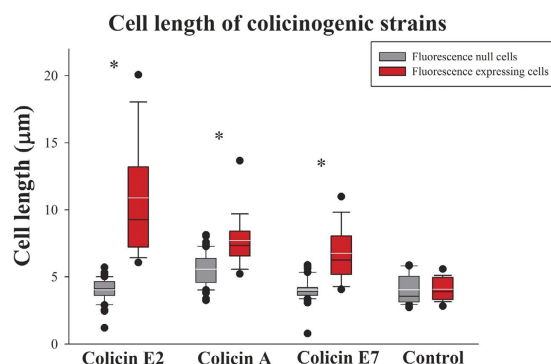 Cell length of colicinogenic strains
Fluorescence null cells
Fluorescence expressing cells
*
*
*
Cell length (μm)
20
15
10
5
0
Colicin E2 Colicin A Colicin E7 Control